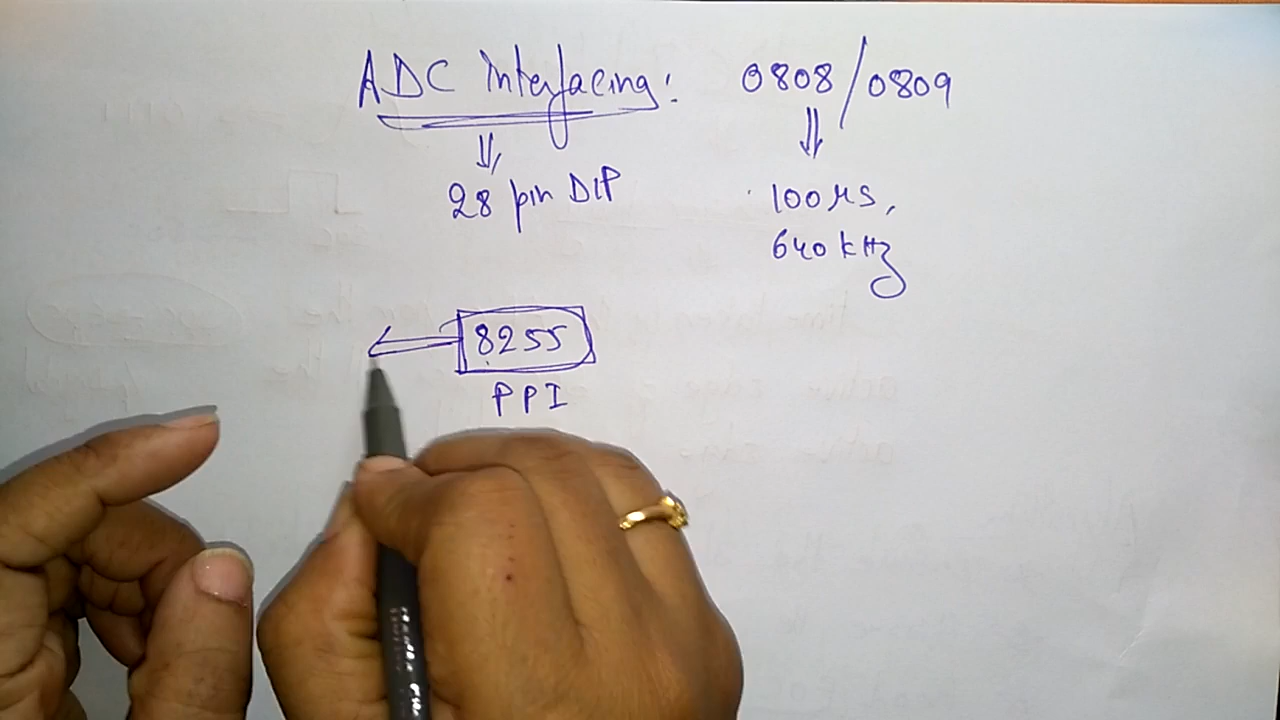 ADC Interfacing: 0808/0809
28 pin DIP
100 μs,
640 kHz
8255
PPI